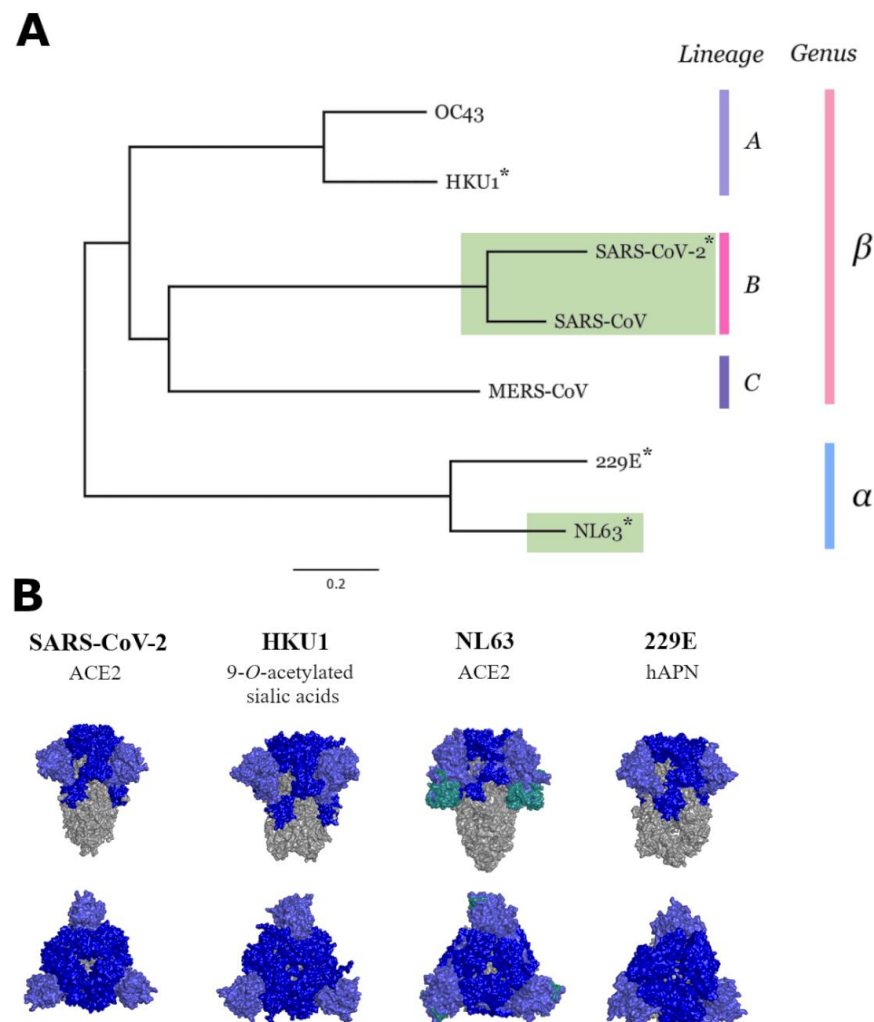 A
Lineage Genus
OC43
A
HKU1*
β
SARS-CoV-2*
B
SARS-CoV
MERS-CoV
C
229E*
α
NL63*
0.2
B
SARS-CoV-2 HKU1 NL63 229E
ACE2 9-O-acetylated ACE2 hAPN
sialic acids